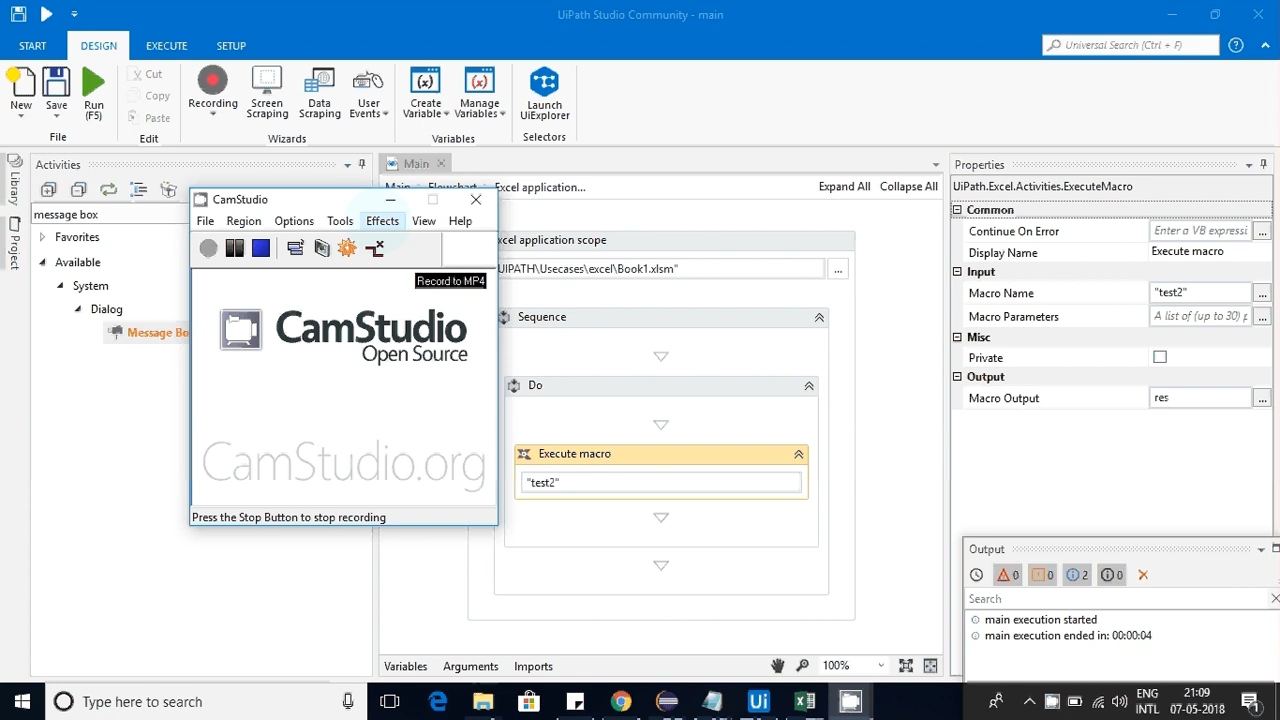 UiPath Studio Community - main
START DESIGN EXECUTE SETUP
Universal Search (Ctrl + F)
New
Save
Run (F5)
Cut
Copy
Paste
Recording
Screen Scraping
Data Scraping
User Events
Create Variable
Manage Variables
Launch UiExplorer
File
Edit
Wizards
Variables
Selectors
Library
Project
Activities
message box
Favorites
Available
System
Dialog
Message Bo
CamStudio
File Region Options Tools Effects View Help
Record to MP4
CamStudio
Open Source
CamStudio.org
Press the Stop Button to stop recording
Main
Main Flowchart Excel application...
Expand All Collapse All
xcel application scope
UIPATH\Usecases\excel\Book1.xlsm"
...
Sequence
Do
Execute macro
"test2"
Variables Arguments Imports
100%
Properties
UiPath.Excel.Activities.ExecuteMacro
Common
Continue On Error Enter a VB expressi ...
Display Name Execute macro
Input
Macro Name "test2" ...
Macro Parameters A list of (up to 30) p ...
Misc
Private
Output
Macro Output res ...
Output
0 0 2 0
Search
main execution started
main execution ended in: 00:00:04
Type here to search
Ui
ENG
INTL
21:09
07-05-2018
1